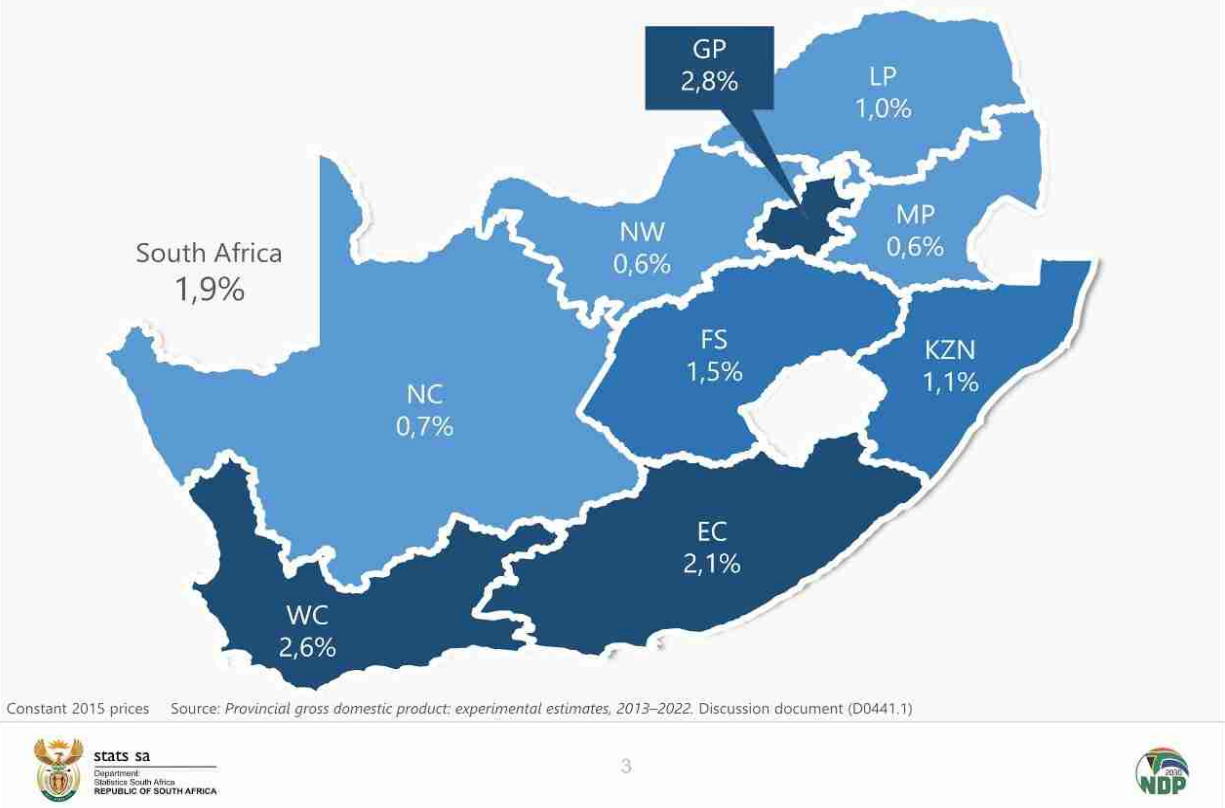 GP
2,8%
LP
1,0%
MP
0,6%
NW
0,6%
South Africa
1,9%
FS
1,5%
KZN
1,1%
NC
0,7%
EC
2,1%
WC
2,6%
Constant 2015 prices Source: Provincial gross domestic product: experimental estimates, 2013–2022. Discussion document (D0441.1)
stats sa
Department:
Statistics South Africa
REPUBLIC OF SOUTH AFRICA
3
2030
NDP